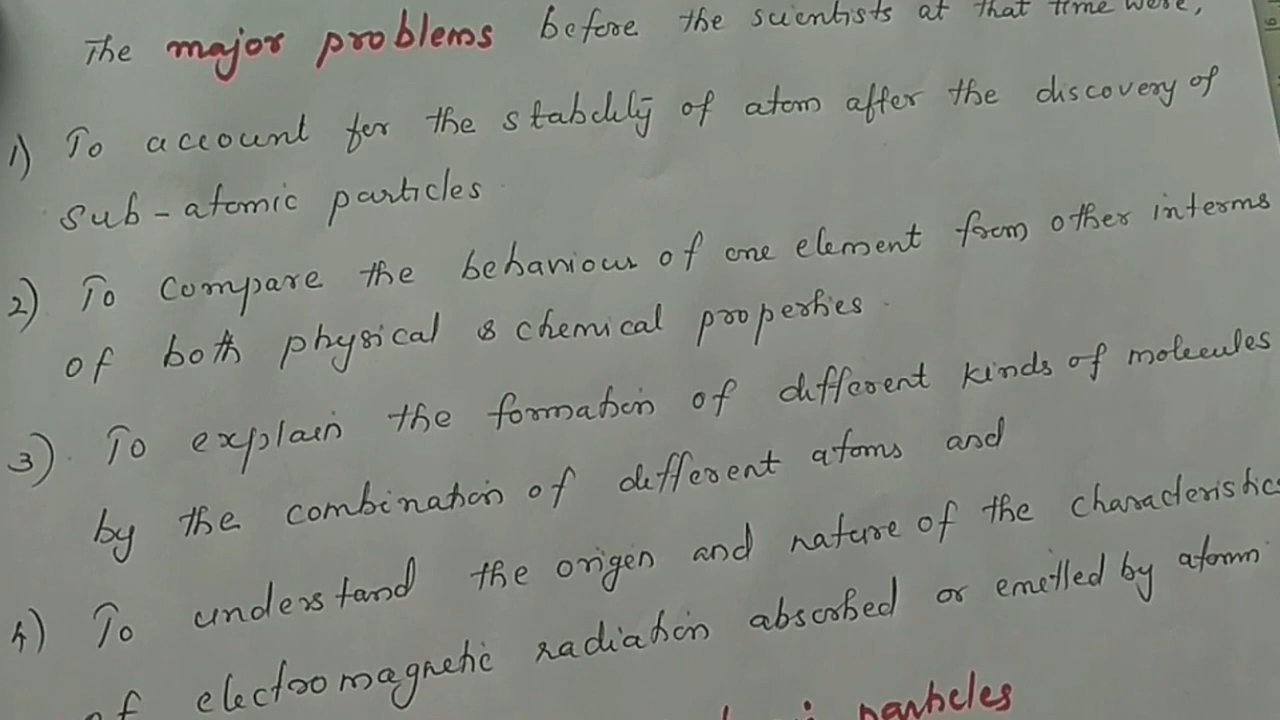 The major problems before the scientists at that time were,
1) To account for the stability of atom after the discovery of
sub-atomic particles
2) To compare the behaviour of one element from other interms
of both physical & chemical properties.
3) To explain the formation of different kinds of molecules
by the combination of different atoms and
4) To understand the origin and nature of the characteristics
of electromagnetic radiation absorbed or emitted by atom
particles